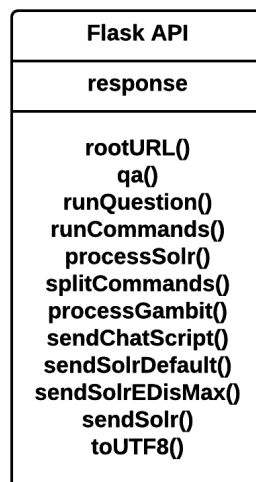 Flask API
response
rootURL()
qa()
runQuestion()
runCommands()
processSolr()
splitCommands()
processGambit()
sendChatScript()
sendSolrDefault()
sendSolrEDisMax()
sendSolr()
toUTF8()